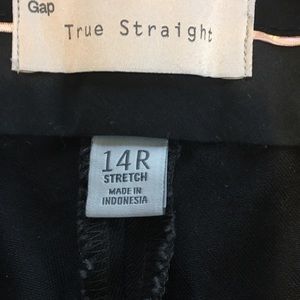 Gap
True Straight
14R
STRETCH
MADE IN
INDONESIA